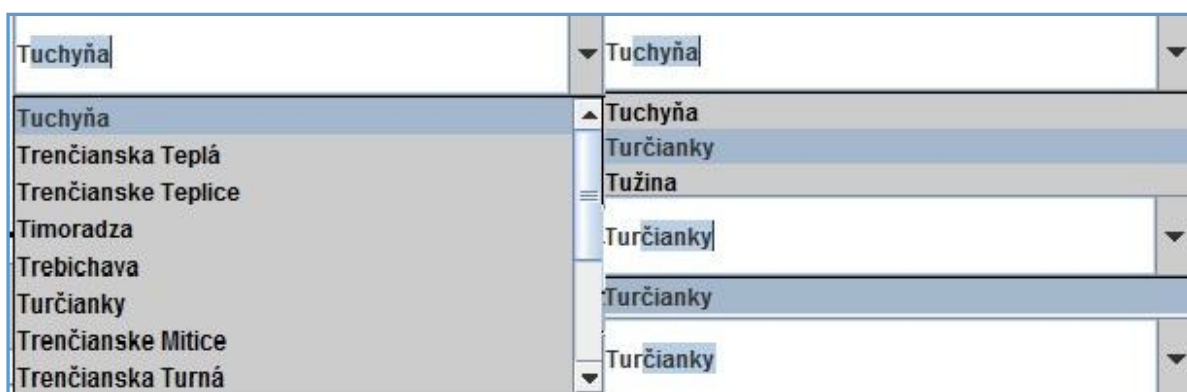 Tuchyňa
Tuchyňa
Trenčianska Teplá
Trenčianske Teplice
Timoradza
Trebichava
Turčianky
Trenčianske Mitice
Trenčianska Turná
Tuchyňa
Tuchyňa
Turčianky
Tužina
Turčianky
Turčianky
Turčianky